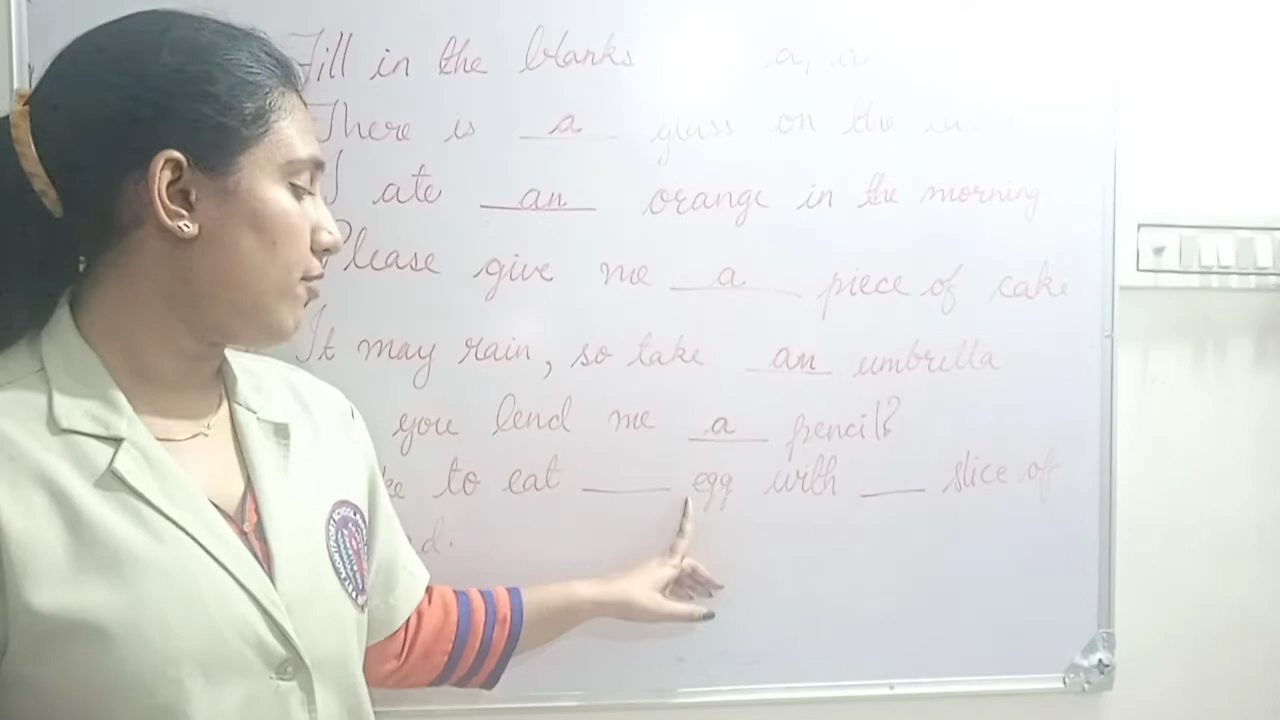 Fill in the blanks a,
There is a glass on the
I ate an orange in the morning
Please give me a piece of cake
It may rain, so take an umbrella
you lend me a pencil?
to eat ____ egg with ____ slice of